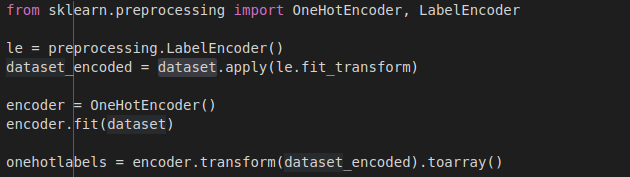 from sklearn.preprocessing import OneHotEncoder, LabelEncoder
le = preprocessing.LabelEncoder()
dataset_encoded = dataset.apply(le.fit_transform)
encoder = OneHotEncoder()
encoder.fit(dataset)
onehotlabels = encoder.transform(dataset_encoded).toarray()